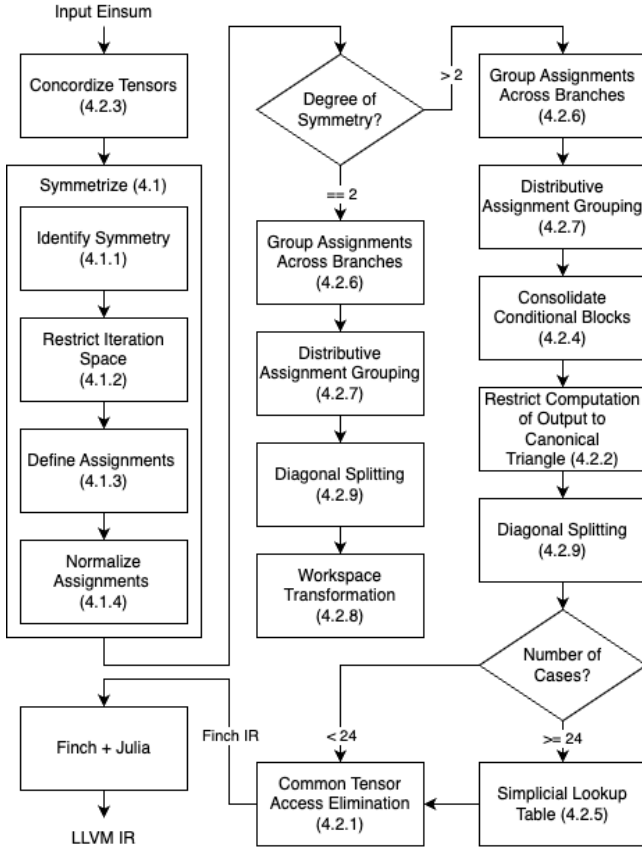 Input Einsum
Concordize Tensors
(4.2.3)
Symmetrize (4.1)
Identify Symmetry
(4.1.1)
Restrict Iteration
Space
(4.1.2)
Define Assignments
(4.1.3)
Normalize
Assignments
(4.1.4)
Degree of
Symmetry?
> 2
== 2
Group Assignments
Across Branches
(4.2.6)
Distributive
Assignment Grouping
(4.2.7)
Diagonal Splitting
(4.2.9)
Workspace
Transformation
(4.2.8)
Group Assignments
Across Branches
(4.2.6)
Distributive
Assignment Grouping
(4.2.7)
Consolidate
Conditional Blocks
(4.2.4)
Restrict Computation
of Output to
Canonical
Triangle (4.2.2)
Diagonal Splitting
(4.2.9)
Number of
Cases?
< 24
>= 24
Simplicial Lookup
Table (4.2.5)
Common Tensor
Access Elimination
(4.2.1)
Finch IR
Finch + Julia
LLVM IR